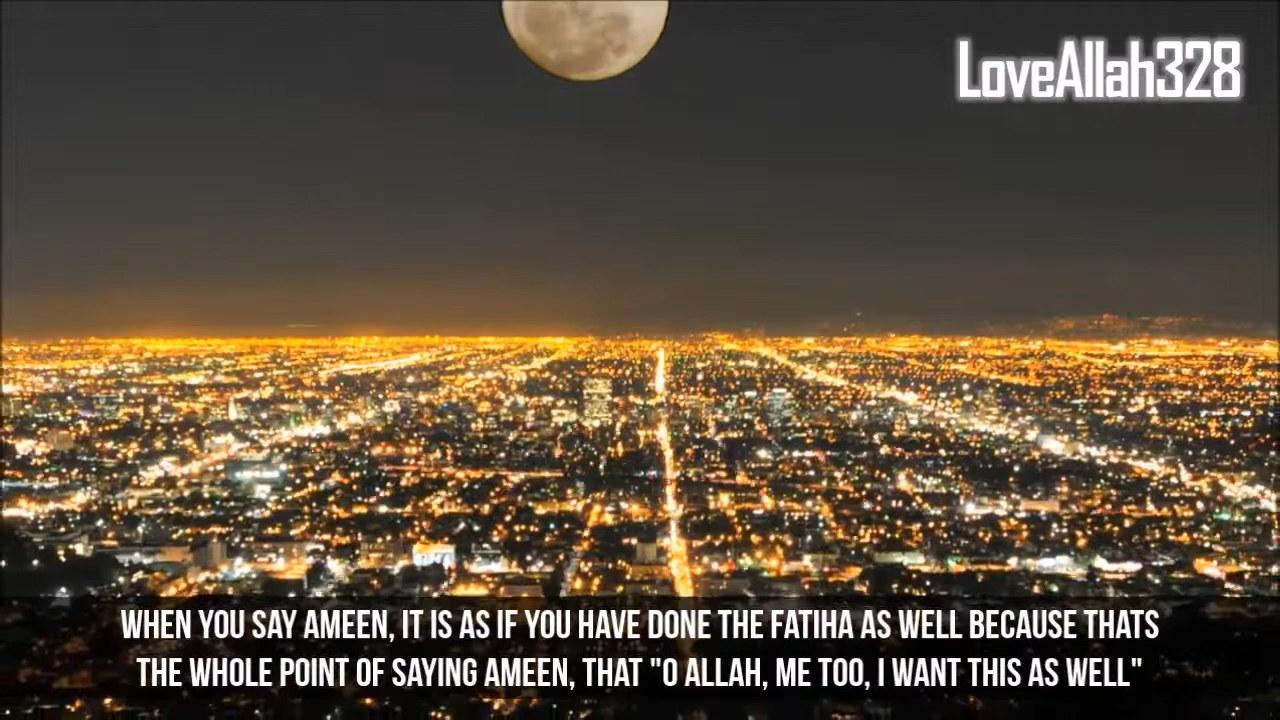 LoveAllah328
WHEN YOU SAY AMEEN, IT IS AS IF YOU HAVE DONE THE FATIHA AS WELL BECAUSE THATS
THE WHOLE POINT OF SAYING AMEEN, THAT "O ALLAH, ME TOO, I WANT THIS AS WELL"